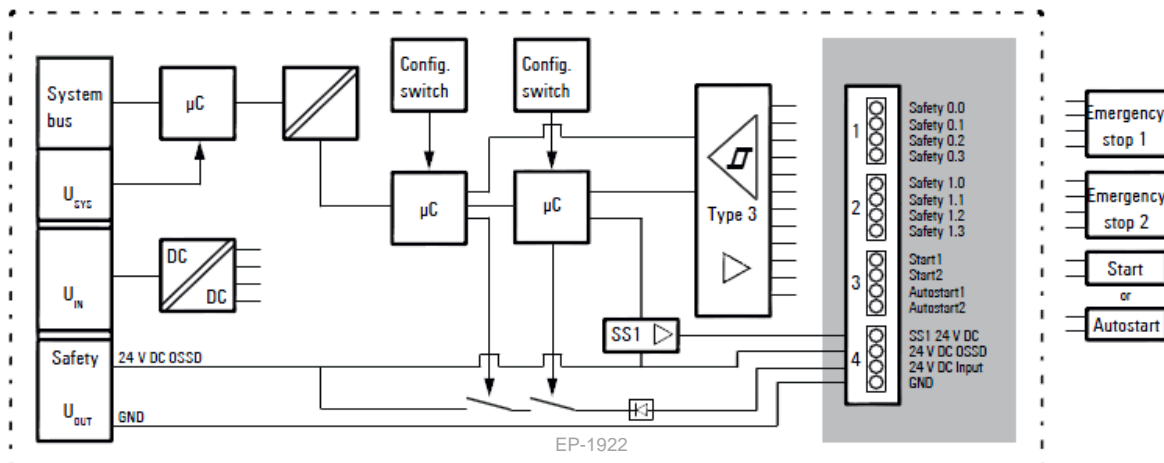 System
bus
U SYS
U IN
Safety
U OUT
µC
DC
DC
Config.
switch
Config.
switch
µC
µC
Type 3
SS1
24 V DC OSSD
GND
1
Safety 0.0
Safety 0.1
Safety 0.2
Safety 0.3
2
Safety 1.0
Safety 1.1
Safety 1.2
Safety 1.3
3
Start1
Start2
Autostart1
Autostart2
4
SS1 24 V DC
24 V DC OSSD
24 V DC Input
GND
Emergency
stop 1
Emergency
stop 2
Start
or
Autostart
EP-1922